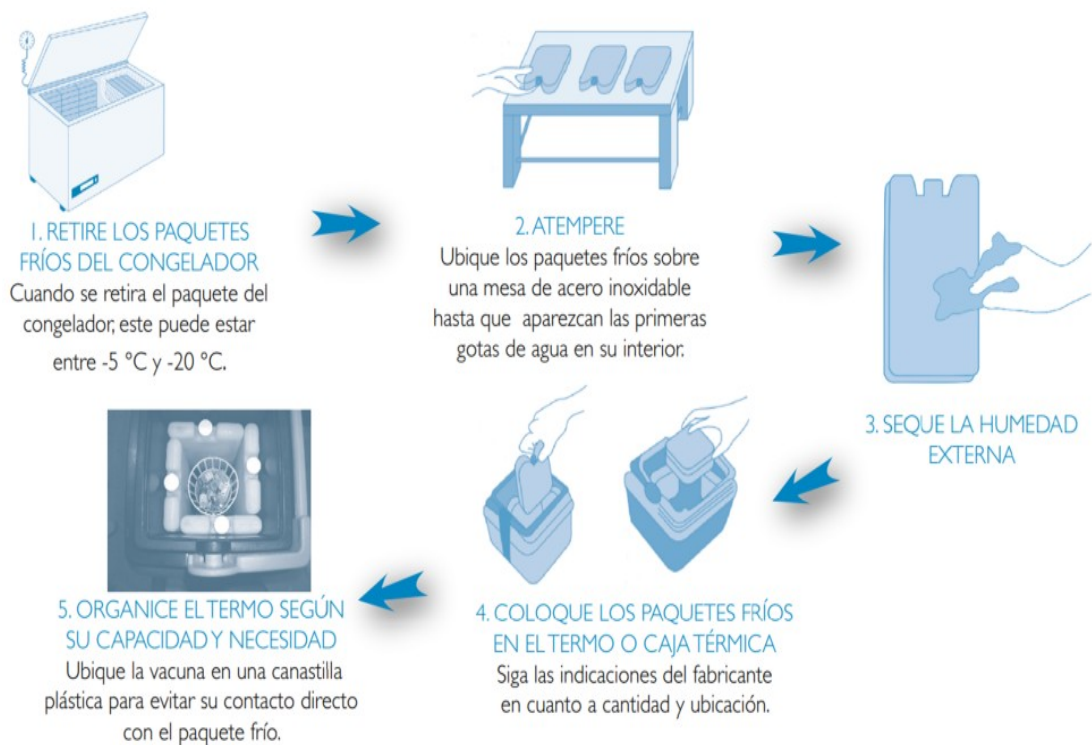 1. RETIRE LOS PAQUETES
FRÍOS DEL CONGELADOR
Cuando se retira el paquete del
congelador, este puede estar
entre -5 °C y -20 °C.
2. ATEMPERE
Ubique los paquetes fríos sobre
una mesa de acero inoxidable
hasta que aparezcan las primeras
gotas de agua en su interior.
3. SEQUE LA HUMEDAD
EXTERNA
4. COLOQUE LOS PAQUETES FRÍOS
EN EL TERMO O CAJA TÉRMICA
Siga las indicaciones del fabricante
en cuanto a cantidad y ubicación.
5. ORGANICE EL TERMO SEGÚN
SU CAPACIDAD Y NECESIDAD
Ubique la vacuna en una canastilla
plástica para evitar su contacto directo
con el paquete frío.